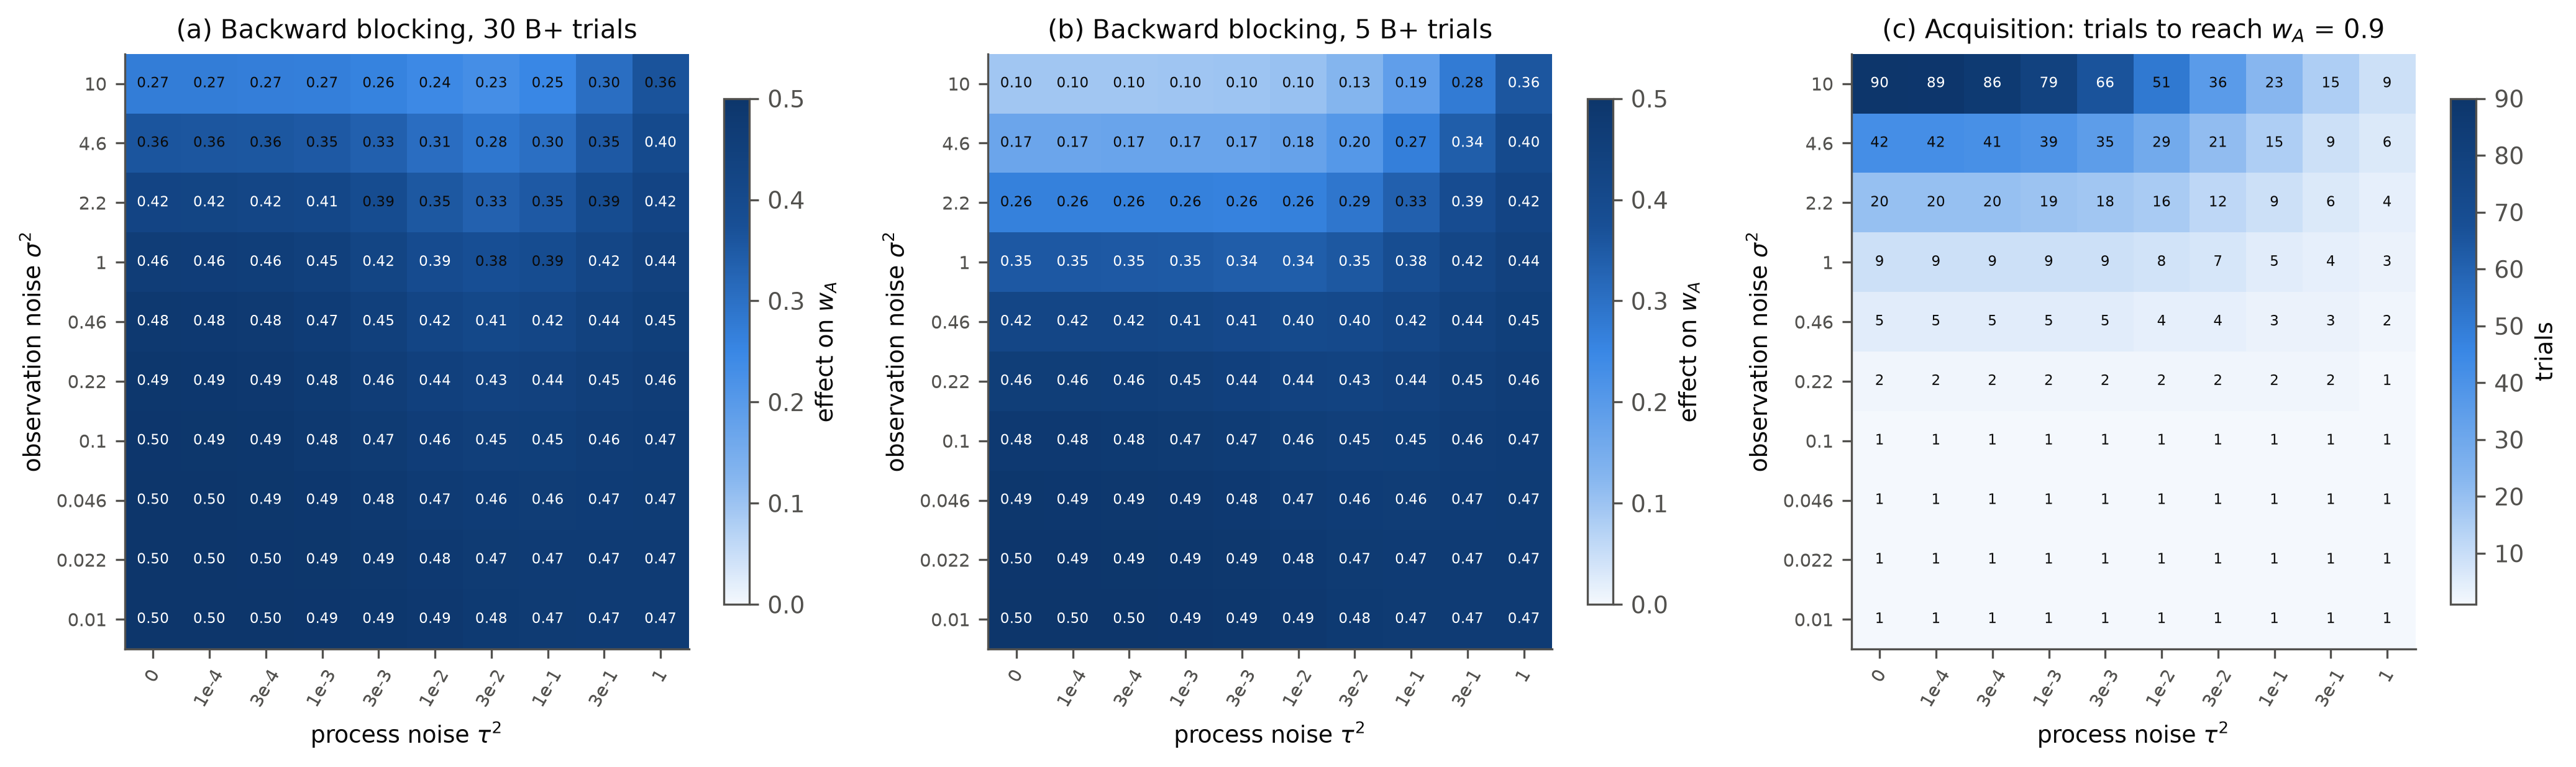 (a) Backward blocking, 30 B+ trials
observation noise σ²
10 0.27 0.27 0.27 0.27 0.26 0.24 0.23 0.25 0.30 0.36
4.6 0.36 0.36 0.36 0.35 0.33 0.31 0.28 0.30 0.35 0.40
2.2 0.42 0.42 0.42 0.41 0.39 0.35 0.33 0.35 0.39 0.42
1 0.46 0.46 0.46 0.45 0.42 0.39 0.38 0.39 0.42 0.44
0.46 0.48 0.48 0.48 0.47 0.45 0.42 0.41 0.42 0.44 0.45
0.22 0.49 0.49 0.49 0.48 0.46 0.44 0.43 0.44 0.45 0.46
0.1 0.50 0.49 0.49 0.48 0.47 0.46 0.45 0.45 0.46 0.47
0.046 0.50 0.50 0.49 0.49 0.48 0.47 0.46 0.46 0.47 0.47
0.022 0.50 0.50 0.50 0.49 0.49 0.48 0.47 0.47 0.47 0.47
0.01 0.50 0.50 0.50 0.49 0.49 0.49 0.48 0.47 0.47 0.47
0 1e-4 3e-4 1e-3 3e-3 1e-2 3e-2 1e-1 3e-1 1
process noise τ²
0.5
0.4
0.3
0.2
0.1
0.0
effect on w_A
(b) Backward blocking, 5 B+ trials
observation noise σ²
10 0.10 0.10 0.10 0.10 0.10 0.10 0.13 0.19 0.28 0.36
4.6 0.17 0.17 0.17 0.17 0.17 0.18 0.20 0.27 0.34 0.40
2.2 0.26 0.26 0.26 0.26 0.26 0.26 0.29 0.33 0.39 0.42
1 0.35 0.35 0.35 0.35 0.34 0.34 0.35 0.38 0.42 0.44
0.46 0.42 0.42 0.42 0.41 0.41 0.40 0.40 0.42 0.44 0.45
0.22 0.46 0.46 0.46 0.45 0.44 0.44 0.43 0.44 0.45 0.46
0.1 0.48 0.48 0.48 0.47 0.47 0.46 0.45 0.45 0.46 0.47
0.046 0.49 0.49 0.49 0.49 0.48 0.47 0.46 0.46 0.47 0.47
0.022 0.50 0.49 0.49 0.49 0.49 0.48 0.47 0.47 0.47 0.47
0.01 0.50 0.50 0.50 0.49 0.49 0.49 0.48 0.47 0.47 0.47
0 1e-4 3e-4 1e-3 3e-3 1e-2 3e-2 1e-1 3e-1 1
process noise τ²
0.5
0.4
0.3
0.2
0.1
0.0
effect on w_A
(c) Acquisition: trials to reach w_A = 0.9
observation noise σ²
10 90 89 86 79 66 51 36 23 15 9
4.6 42 42 41 39 35 29 21 15 9 6
2.2 20 20 20 19 18 16 12 9 6 4
1 9 9 9 9 9 8 7 5 4 3
0.46 5 5 5 5 5 4 4 3 3 2
0.22 2 2 2 2 2 2 2 2 2 1
0.1 1 1 1 1 1 1 1 1 1 1
0.046 1 1 1 1 1 1 1 1 1 1
0.022 1 1 1 1 1 1 1 1 1 1
0.01 1 1 1 1 1 1 1 1 1 1
0 1e-4 3e-4 1e-3 3e-3 1e-2 3e-2 1e-1 3e-1 1
process noise τ²
90
80
70
60
50
40
30
20
10
trials